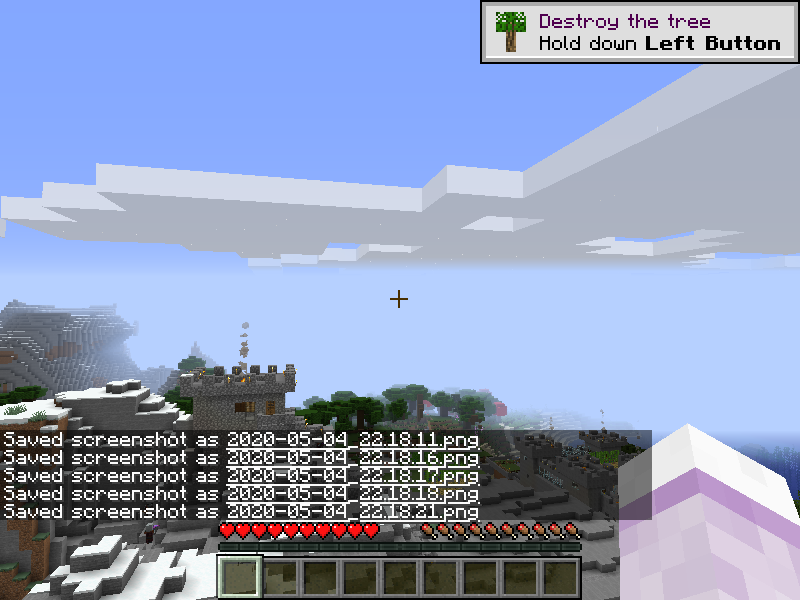 Destroy the tree
Hold down Left Button
Saved screenshot as 2020-05-04_22.18.11.png
Saved screenshot as 2020-05-04_22.18.16.png
Saved screenshot as 2020-05-04_22.18.17.png
Saved screenshot as 2020-05-04_22.18.18.png
Saved screenshot as 2020-05-04_22.18.21.png